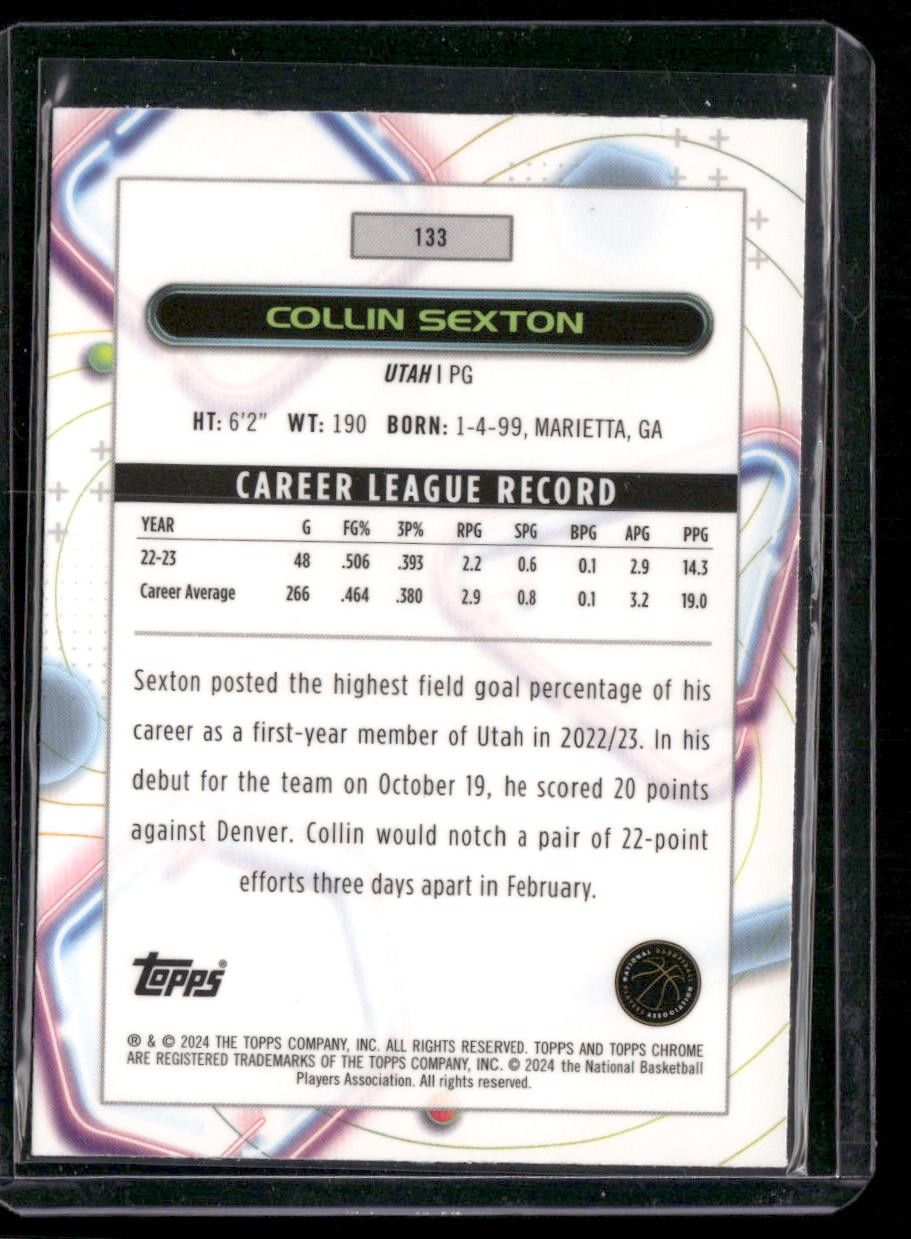 133
COLLIN SEXTON
UTAH | PG
HT: 6'2" WT: 190 BORN: 1-4-99, MARIETTA, GA
CAREER LEAGUE RECORD
YEAR G FG% 3P% RPG SPG BPG APG PPG
22-23 48 .506 .393 2.2 0.6 0.1 2.9 14.3
Career Average 266 .464 .380 2.9 0.8 0.1 3.2 19.0
Sexton posted the highest field goal percentage of his
career as a first-year member of Utah in 2022/23. In his
debut for the team on October 19, he scored 20 points
against Denver. Collin would notch a pair of 22-point
efforts three days apart in February.
Topps®
NATIONAL BASKETBALL PLAYERS ASSOCIATION
® & © 2024 THE TOPPS COMPANY, INC. ALL RIGHTS RESERVED. TOPPS AND TOPPS CHROME
ARE REGISTERED TRADEMARKS OF THE TOPPS COMPANY, INC. © 2024 the National Basketball
Players Association. All rights reserved.